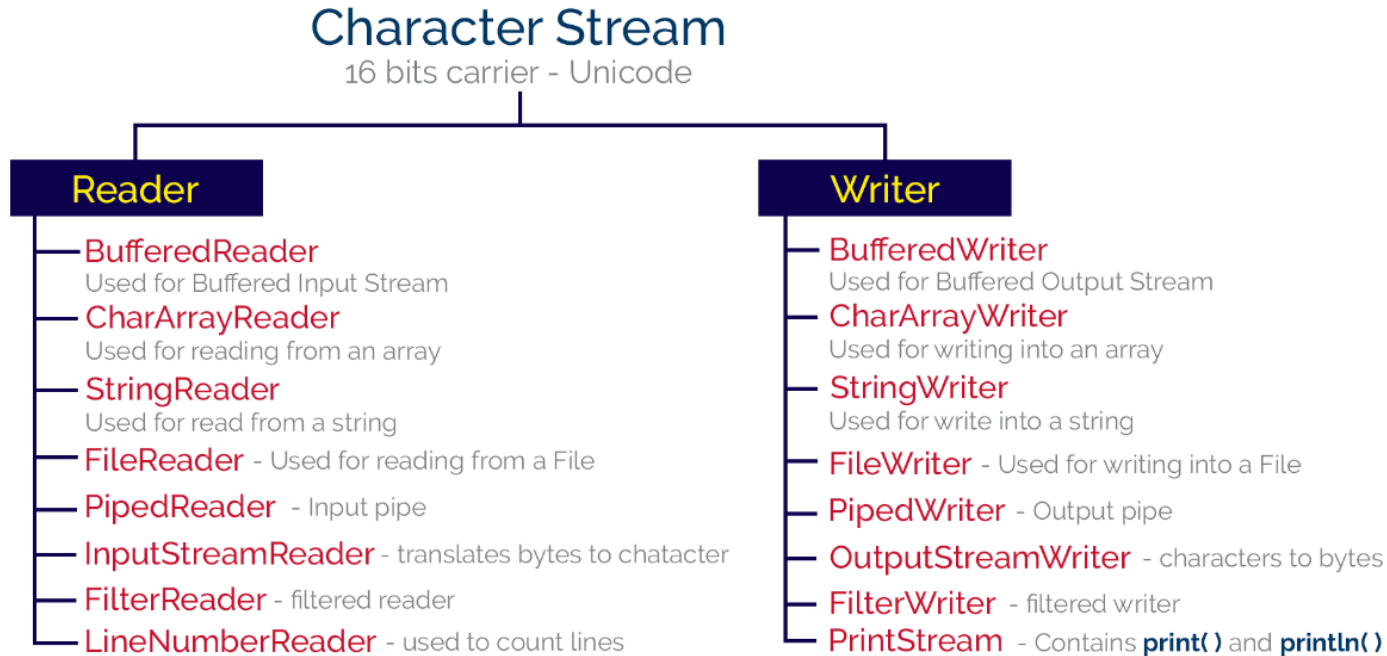 Character Stream
16 bits carrier - Unicode
Reader
BufferedReader
Used for Buffered Input Stream
CharArrayReader
Used for reading from an array
StringReader
Used for read from a string
FileReader - Used for reading from a File
PipedReader - Input pipe
InputStreamReader - translates bytes to chatacter
FilterReader - filtered reader
LineNumberReader - used to count lines
Writer
BufferedWriter
Used for Buffered Output Stream
CharArrayWriter
Used for writing into an array
StringWriter
Used for write into a string
FileWriter - Used for writing into a File
PipedWriter - Output pipe
OutputStreamWriter - characters to bytes
FilterWriter - filtered writer
PrintStream - Contains print( ) and println( )